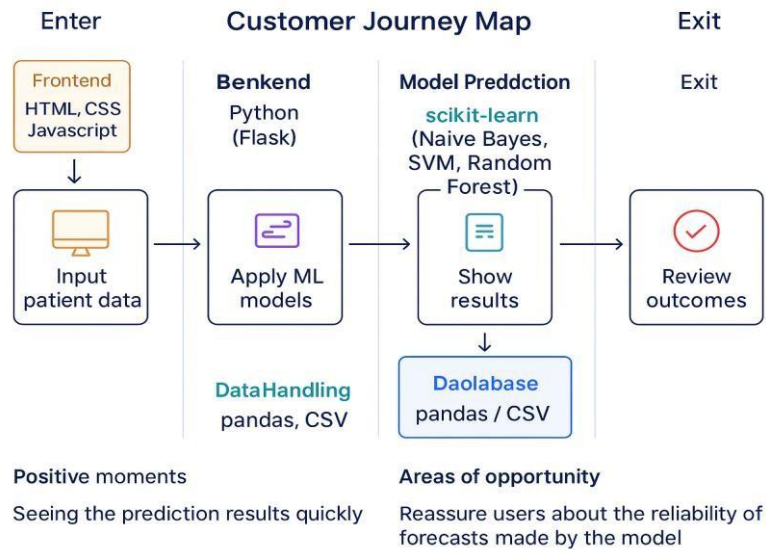 Enter
Customer Journey Map
Exit
Frontend
HTML, CSS
Javascript
Benkend
Python
(Flask)
Model Preddction
scikit-learn
(Naive Bayes,
SVM, Random
Forest)
Exit
Input
patient data
Apply ML
models
Show
results
Review
outcomes
DataHandling
pandas, CSV
Daolabase
pandas / CSV
Positive moments
Seeing the prediction results quickly
Areas of opportunity
Reassure users about the reliability of
forecasts made by the model